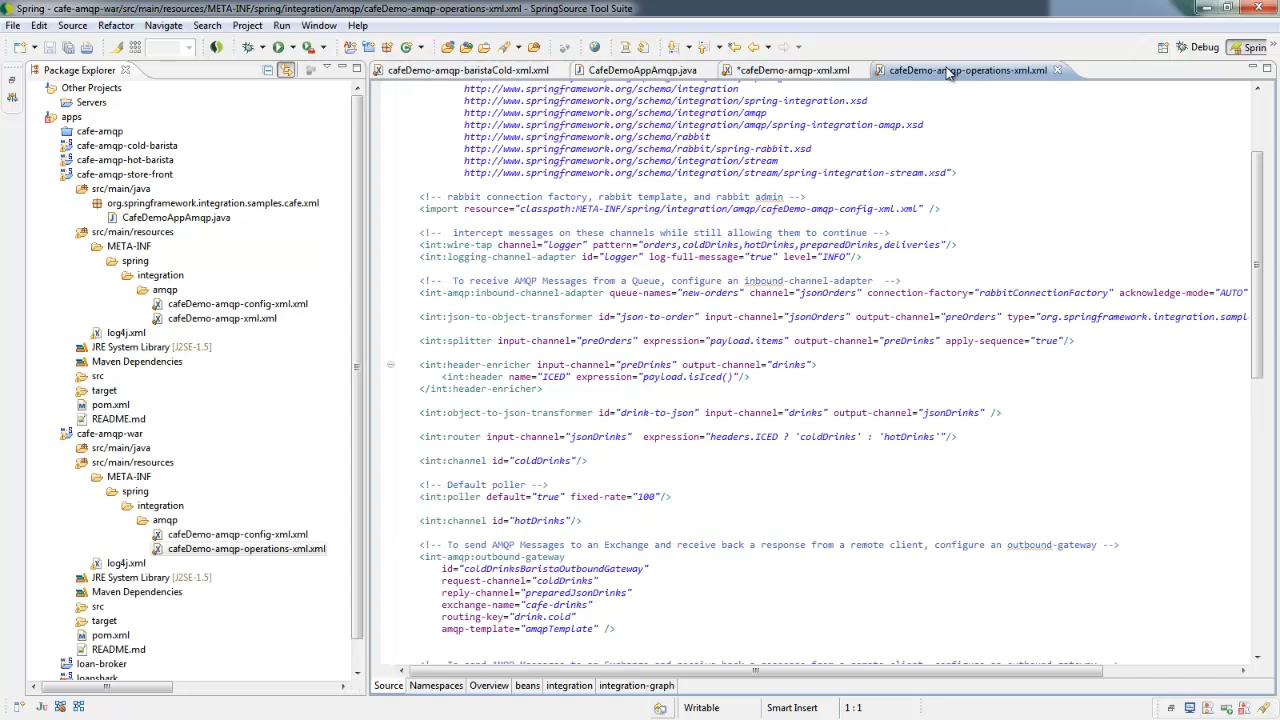 Spring - cafe-amqp-war/src/main/resources/META-INF/spring/integration/amqp/cafeDemo-amqp-operations-xml.xml - SpringSource Tool Suite
File Edit Source Refactor Navigate Search Project Run Window Help
Debug Sprin
Package Explorer
cafeDemo-amqp-baristaCold-xml.xml CafeDemoAppAmqp.java *cafeDemo-amqp-xml.xml cafeDemo-amqp-operations-xml.xml
Other Projects
Servers
apps
cafe-amqp
cafe-amqp-cold-barista
cafe-amqp-hot-barista
cafe-amqp-store-front
src/main/java
org.springframework.integration.samples.cafe.xml
CafeDemoAppAmqp.java
src/main/resources
META-INF
spring
integration
amqp
cafeDemo-amqp-config-xml.xml
cafeDemo-amqp-xml.xml
log4j.xml
JRE System Library [J2SE-1.5]
Maven Dependencies
src
target
pom.xml
README.md
cafe-amqp-war
src/main/java
src/main/resources
META-INF
spring
integration
amqp
cafeDemo-amqp-config-xml.xml
cafeDemo-amqp-operations-xml.xml
log4j.xml
JRE System Library [J2SE-1.5]
Maven Dependencies
src
target
pom.xml
README.md
loan-broker
loanshark
http://www.springframework.org/schema/integration
http://www.springframework.org/schema/integration/spring-integration.xsd
http://www.springframework.org/schema/integration/amqp
http://www.springframework.org/schema/integration/amqp/spring-integration-amqp.xsd
http://www.springframework.org/schema/rabbit
http://www.springframework.org/schema/rabbit/spring-rabbit.xsd
http://www.springframework.org/schema/integration/stream
http://www.springframework.org/schema/integration/stream/spring-integration-stream.xsd">
<!-- rabbit connection factory, rabbit template, and rabbit admin -->
<import resource="classpath:META-INF/spring/integration/amqp/cafeDemo-amqp-config-xml.xml" />
<!-- intercept messages on these channels while still allowing them to continue -->
<int:wire-tap channel="logger" pattern="orders,coldDrinks,hotDrinks,preparedDrinks,deliveries"/>
<int:logging-channel-adapter id="logger" log-full-message="true" level="INFO"/>
<!-- To receive AMQP Messages from a Queue, configure an inbound-channel-adapter -->
<int-amqp:inbound-channel-adapter queue-names="new-orders" channel="jsonOrders" connection-factory="rabbitConnectionFactory" acknowledge-mode="AUTO"
<int:json-to-object-transformer id="json-to-order" input-channel="jsonOrders" output-channel="preOrders" type="org.springframework.integration.sampl
<int:splitter input-channel="preOrders" expression="payload.items" output-channel="preDrinks" apply-sequence="true"/>
<int:header-enricher input-channel="preDrinks" output-channel="drinks">
<int:header name="ICED" expression="payload.isIced()"/>
</int:header-enricher>
<int:object-to-json-transformer id="drink-to-json" input-channel="drinks" output-channel="jsonDrinks" />
<int:router input-channel="jsonDrinks" expression="headers.ICED ? 'coldDrinks' : 'hotDrinks'"/>
<int:channel id="coldDrinks"/>
<!-- Default poller -->
<int:poller default="true" fixed-rate="100"/>
<int:channel id="hotDrinks"/>
<!-- To send AMQP Messages to an Exchange and receive back a response from a remote client, configure an outbound-gateway -->
<int-amqp:outbound-gateway
id="coldDrinksBaristaOutboundGateway"
request-channel="coldDrinks"
reply-channel="preparedJsonDrinks"
exchange-name="cafe-drinks"
routing-key="drink.cold"
amqp-template="amqpTemplate" />
Source Namespaces Overview beans integration integration-graph
Writable Smart Insert 1 : 1